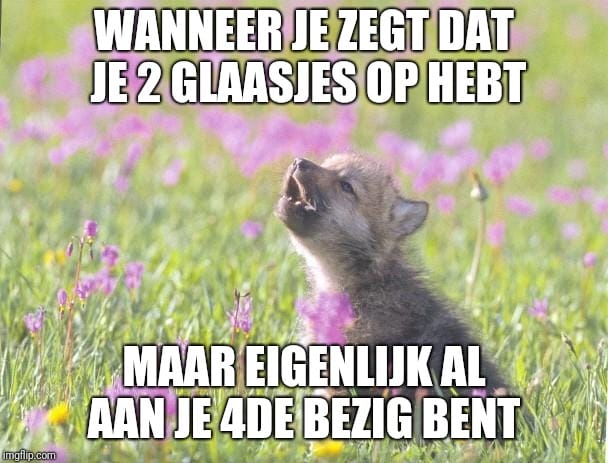 WANNEER JE ZEGT DAT
JE 2 GLAASJES OP HEBT
MAAR EIGENLIJK AL
AAN JE 4DE BEZIG BENT
imgflip.com